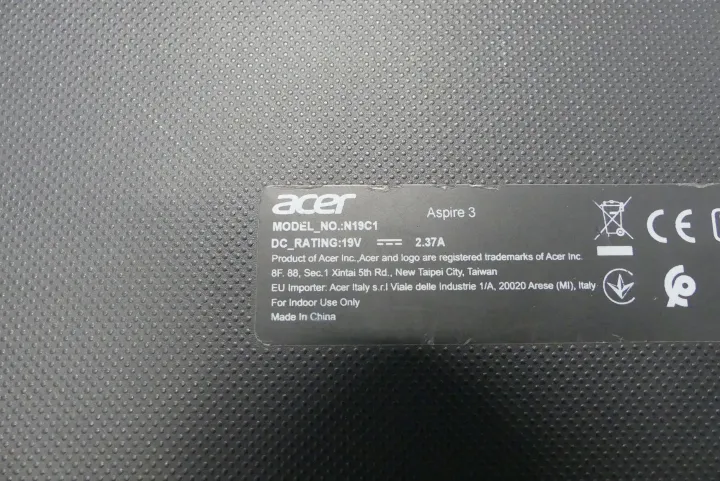 acer
Aspire 3
MODEL_NO.:N19C1
DC_RATING:19V ⎓ 2.37A
Product of Acer Inc.,Acer and logo are registered trademarks of Acer Inc.
8F. 88, Sec.1 Xintai 5th Rd., New Taipei City, Taiwan
EU Importer: Acer Italy s.r.l Viale delle Industrie 1/A, 20020 Arese (MI), Italy
For Indoor Use Only
Made In China
CE